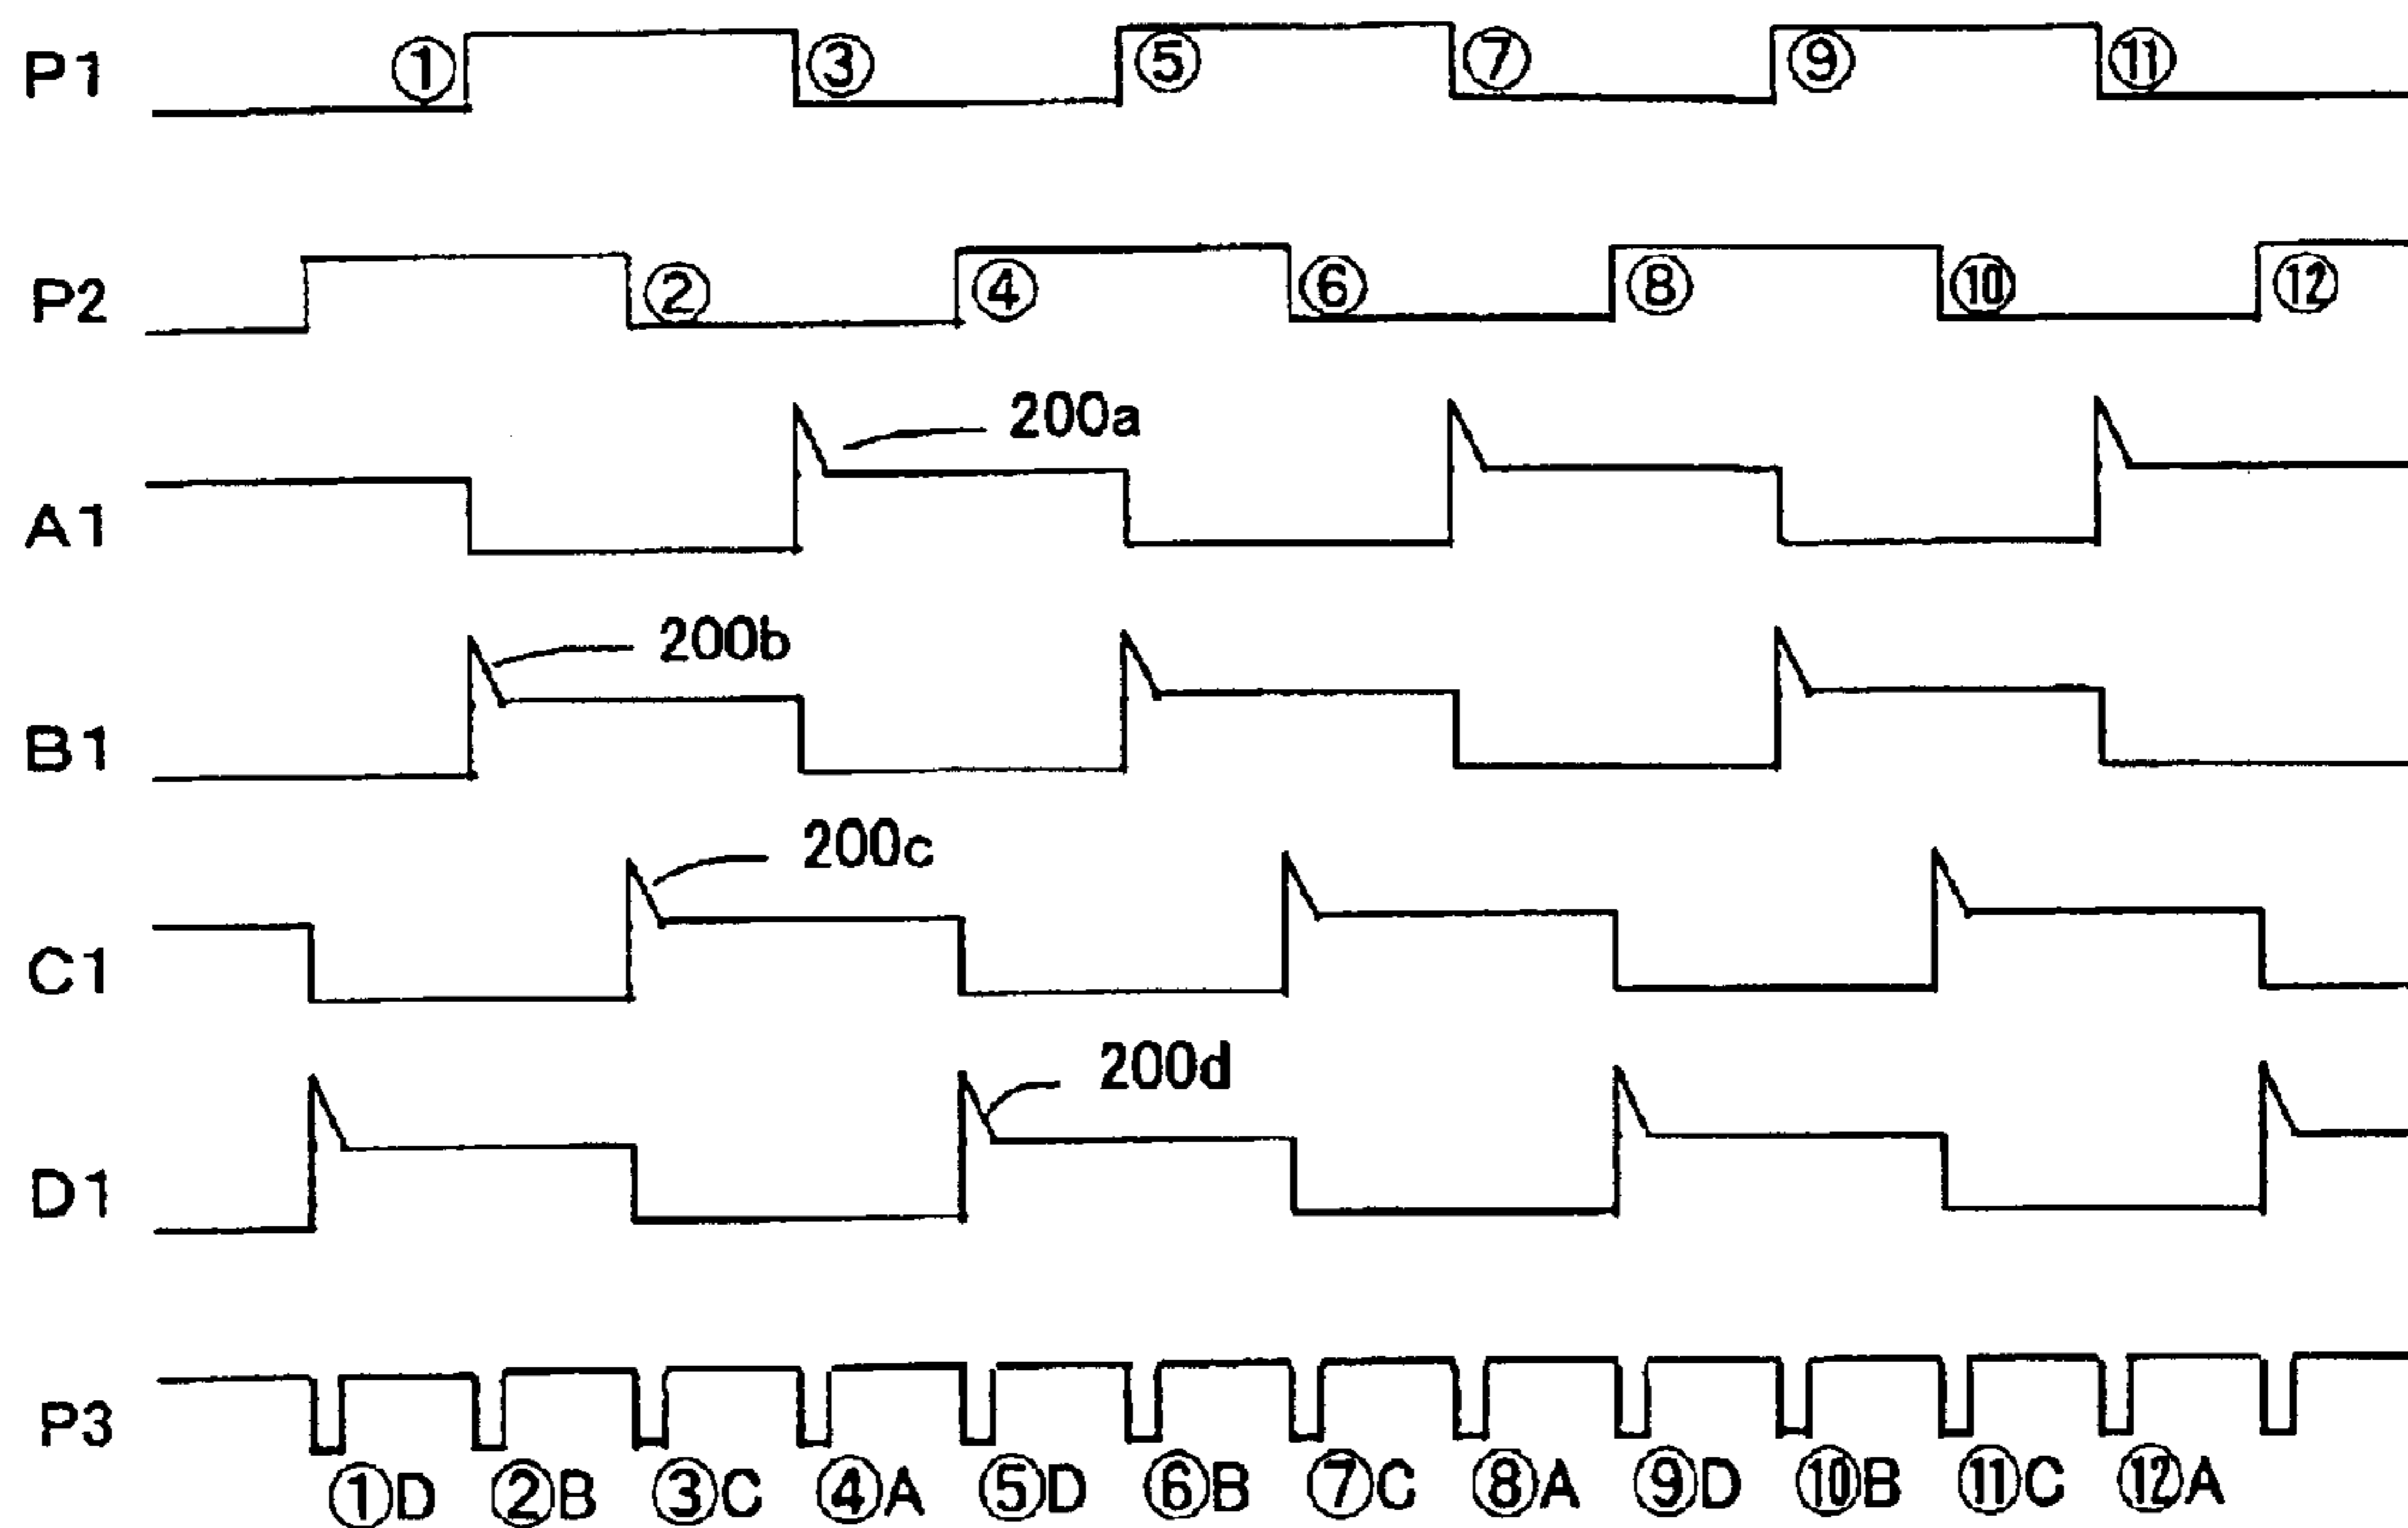 P1 ① ③ ⑤ ⑦ ⑨ ⑪
P2 ② ④ ⑥ ⑧ ⑩ ⑫
200a
A1
200b
B1
200c
C1
200d
D1
P3
①D ②B ③C ④A ⑤D ⑥B ⑦C ⑧A ⑨D ⑩B ⑪C ⑫A